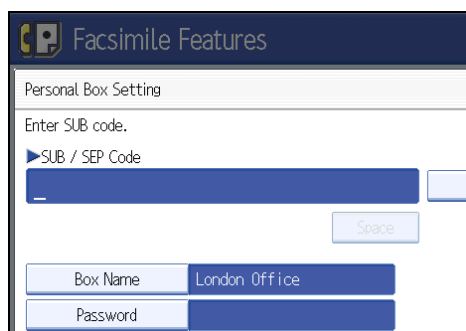 Facsimile Features
Personal Box Setting
Enter SUB code.
▶SUB / SEP Code
_
Space
Box Name London Office
Password